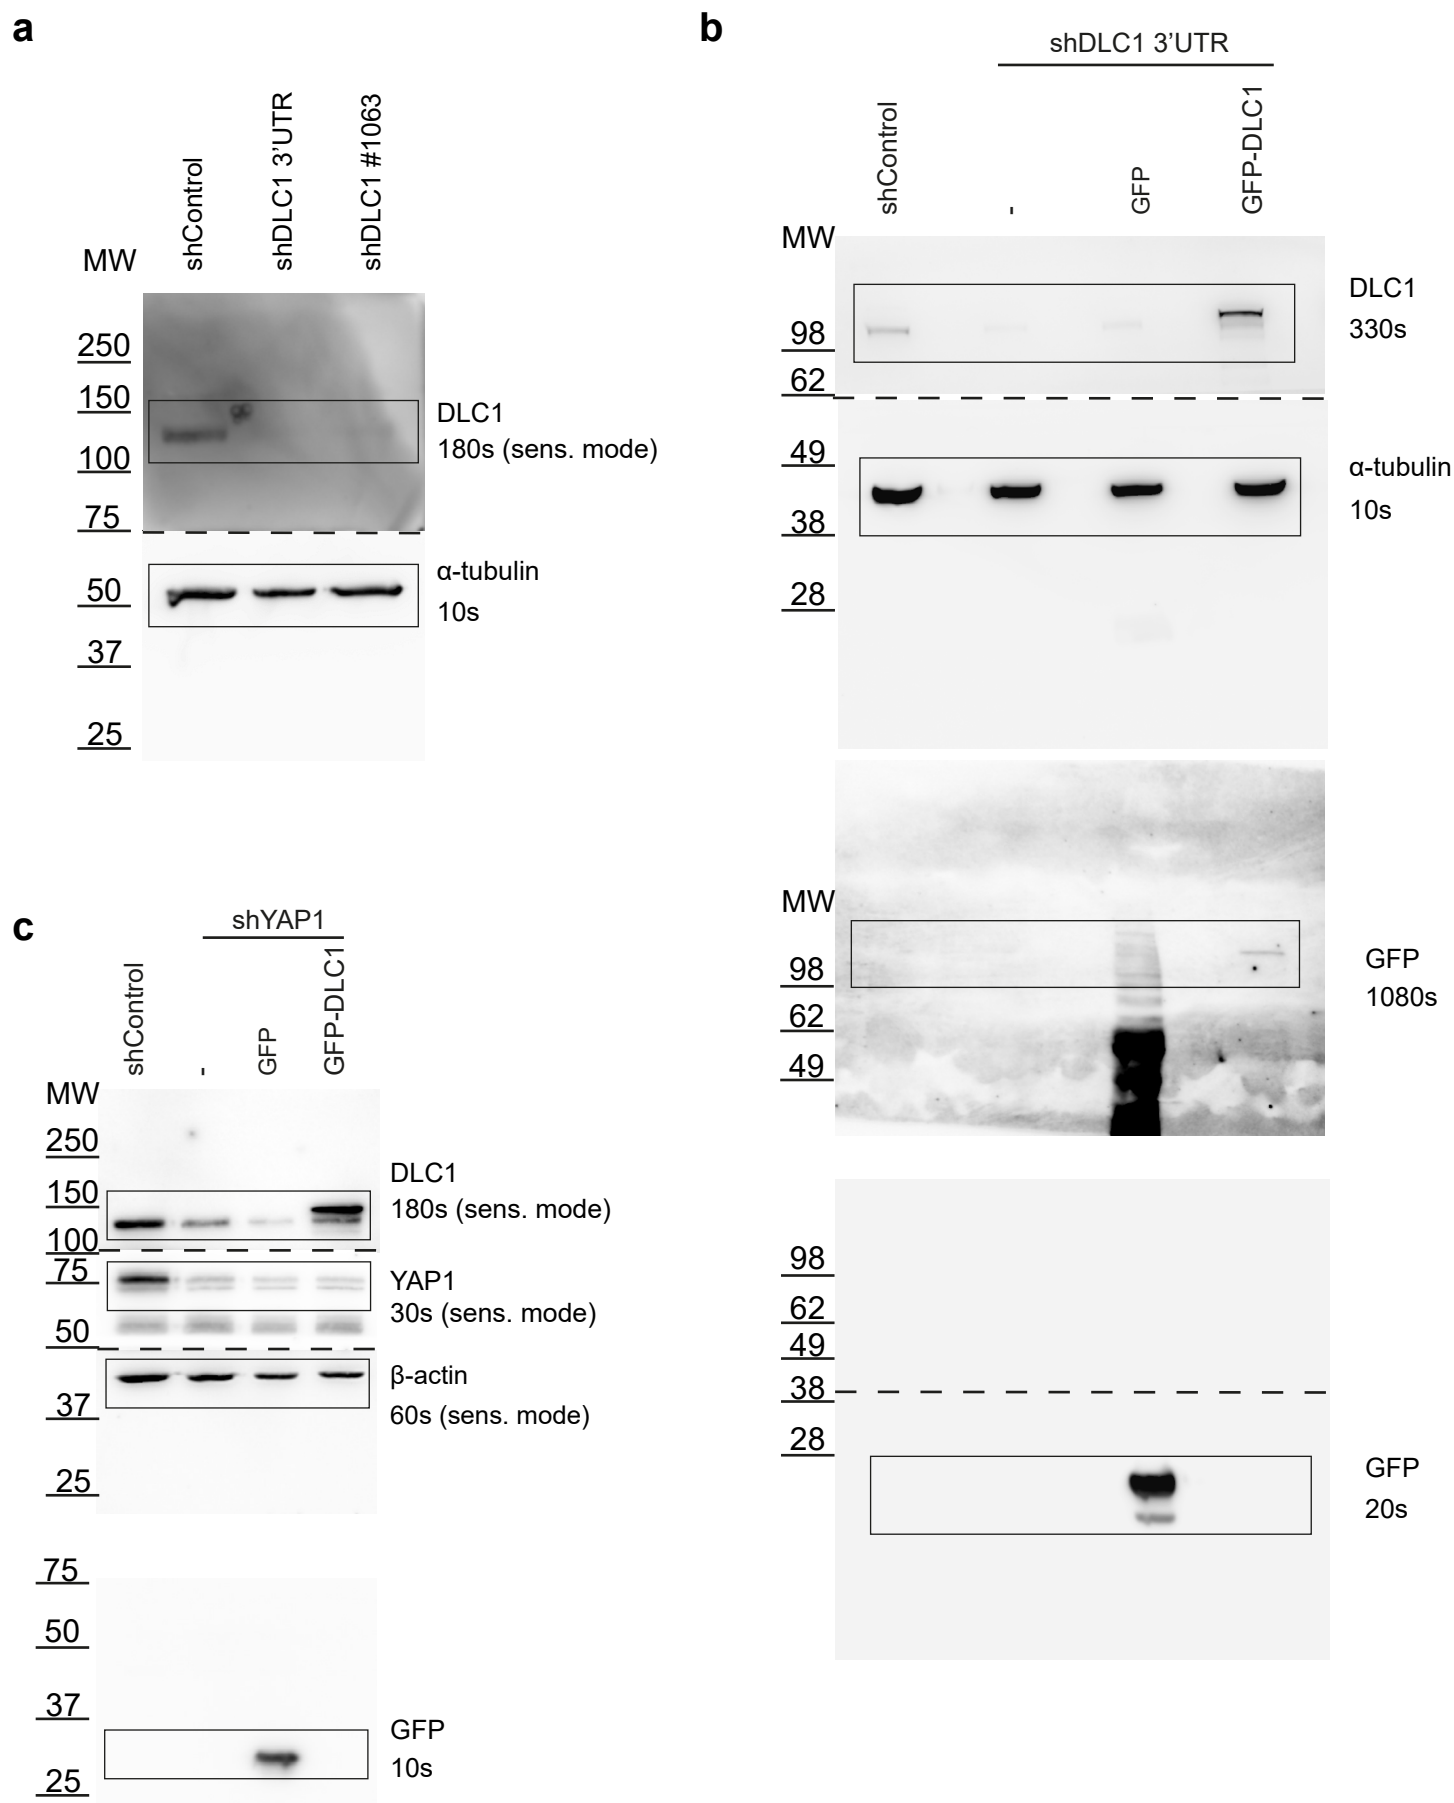 a
shControl
shDLC1 3’UTR
shDLC1 #1063
MW
250
150
100
75
50
37
25
DLC1
180s (sens. mode)
α-tubulin
10s
b
shDLC1 3’UTR
shControl
-
GFP
GFP-DLC1
MW
98
62
49
38
28
DLC1
330s
α-tubulin
10s
MW
98
62
49
GFP
1080s
98
62
49
38
28
GFP
20s
c
shYAP1
shControl
-
GFP
GFP-DLC1
MW
250
150
100
75
50
37
25
DLC1
180s (sens. mode)
YAP1
30s (sens. mode)
β-actin
60s (sens. mode)
75
50
37
25
GFP
10s